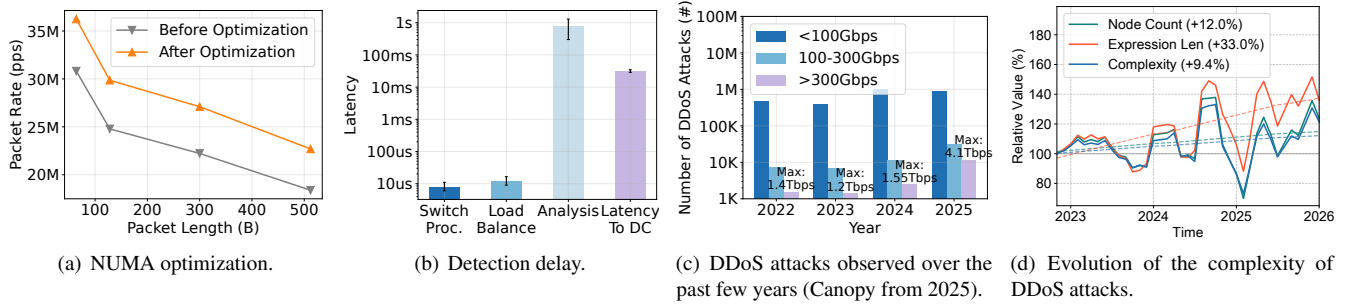 35M
30M
25M
20M
Packet Rate (pps)
Before Optimization
After Optimization
100 200 300 400 500
Packet Length (B)
(a) NUMA optimization.
1s
100ms
10ms
1ms
100us
10us
Latency
Switch Proc.
Load Balance
Analysis
Latency To DC
(b) Detection delay.
100M
10M
1M
100K
10K
1K
Number of DDoS Attacks (#)
<100Gbps
100-300Gbps
>300Gbps
Max: 1.4Tbps
Max: 1.2Tbps
Max: 1.55Tbps
Max: 4.1Tbps
2022 2023 2024 2025
Year
(c) DDoS attacks observed over the
past few years (Canopy from 2025).
180
160
140
120
100
80
Relative Value (%)
Node Count (+12.0%)
Expression Len (+33.0%)
Complexity (+9.4%)
2023 2024 2025 2026
Time
(d) Evolution of the complexity of
DDoS attacks.